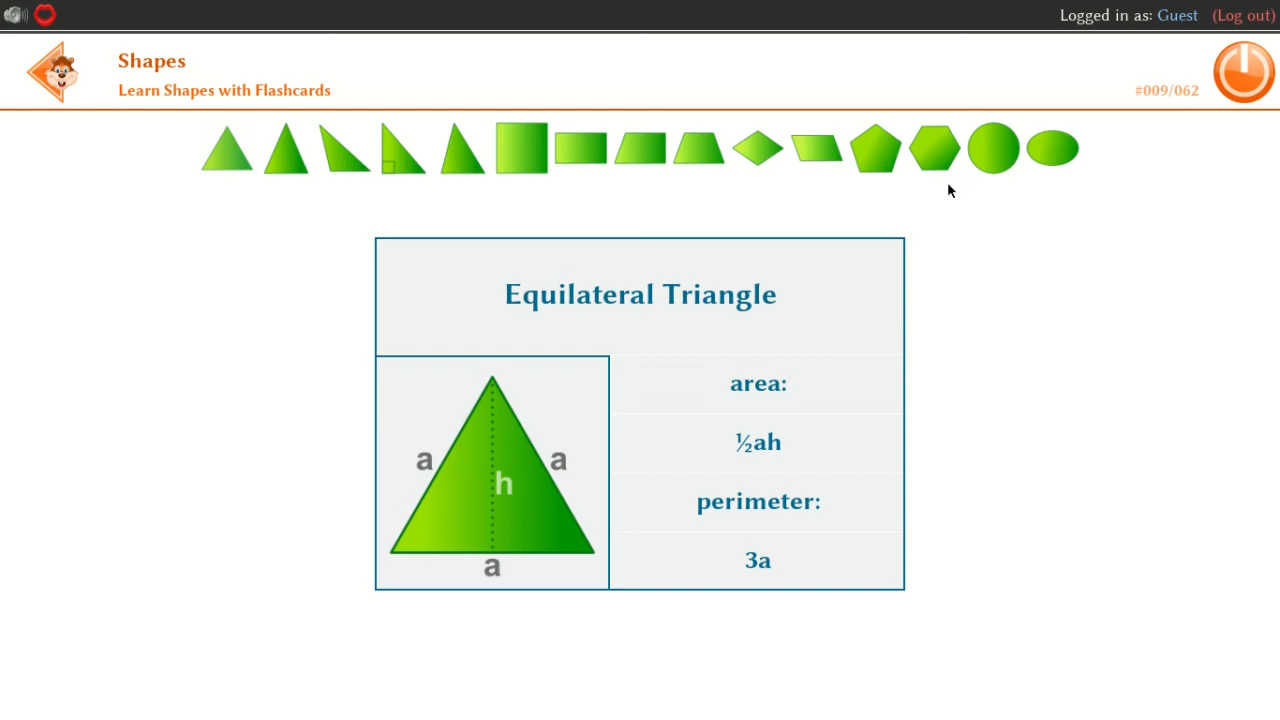 Logged in as: Guest (Log out)
Shapes
Learn Shapes with Flashcards
#009/062
Equilateral Triangle
a
a
h
a
area:
½ah
perimeter:
3a